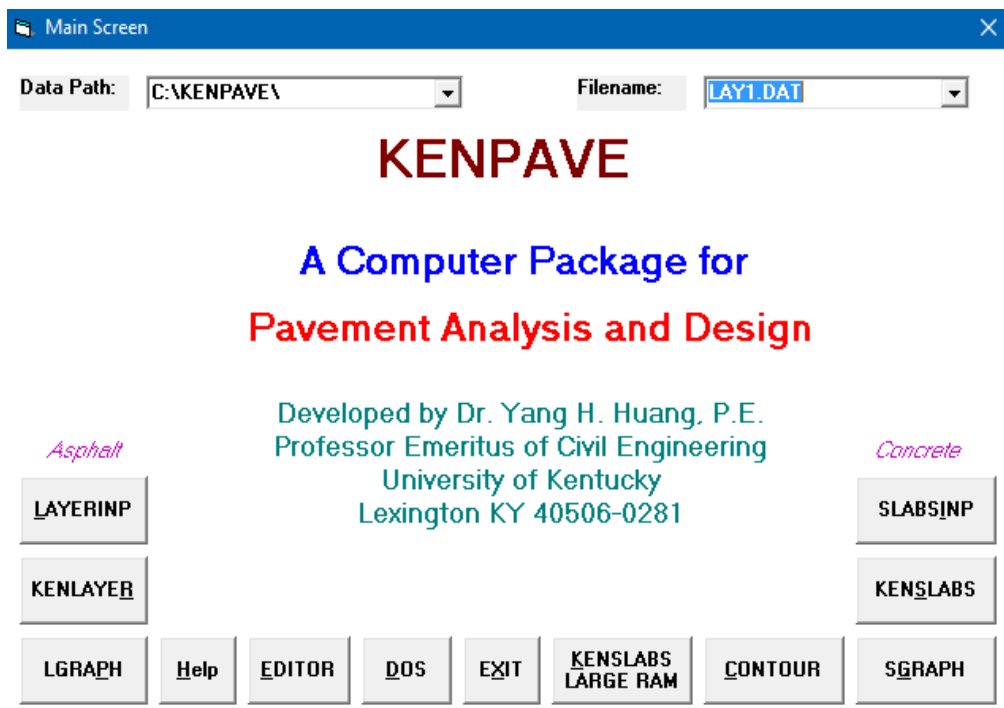 Main Screen
Data Path: C:\KENPAVE\ Filename: LAY1.DAT
KENPAVE
A Computer Package for
Pavement Analysis and Design
Developed by Dr. Yang H. Huang, P.E.
Professor Emeritus of Civil Engineering
University of Kentucky
Lexington KY 40506-0281
Asphalt
Concrete
LAYERINP
SLABSINP
KENLAYER
KENSLABS
LGRAPH
Help
EDITOR
DOS
EXIT
KENSLABS
LARGE RAM
CONTOUR
SGRAPH